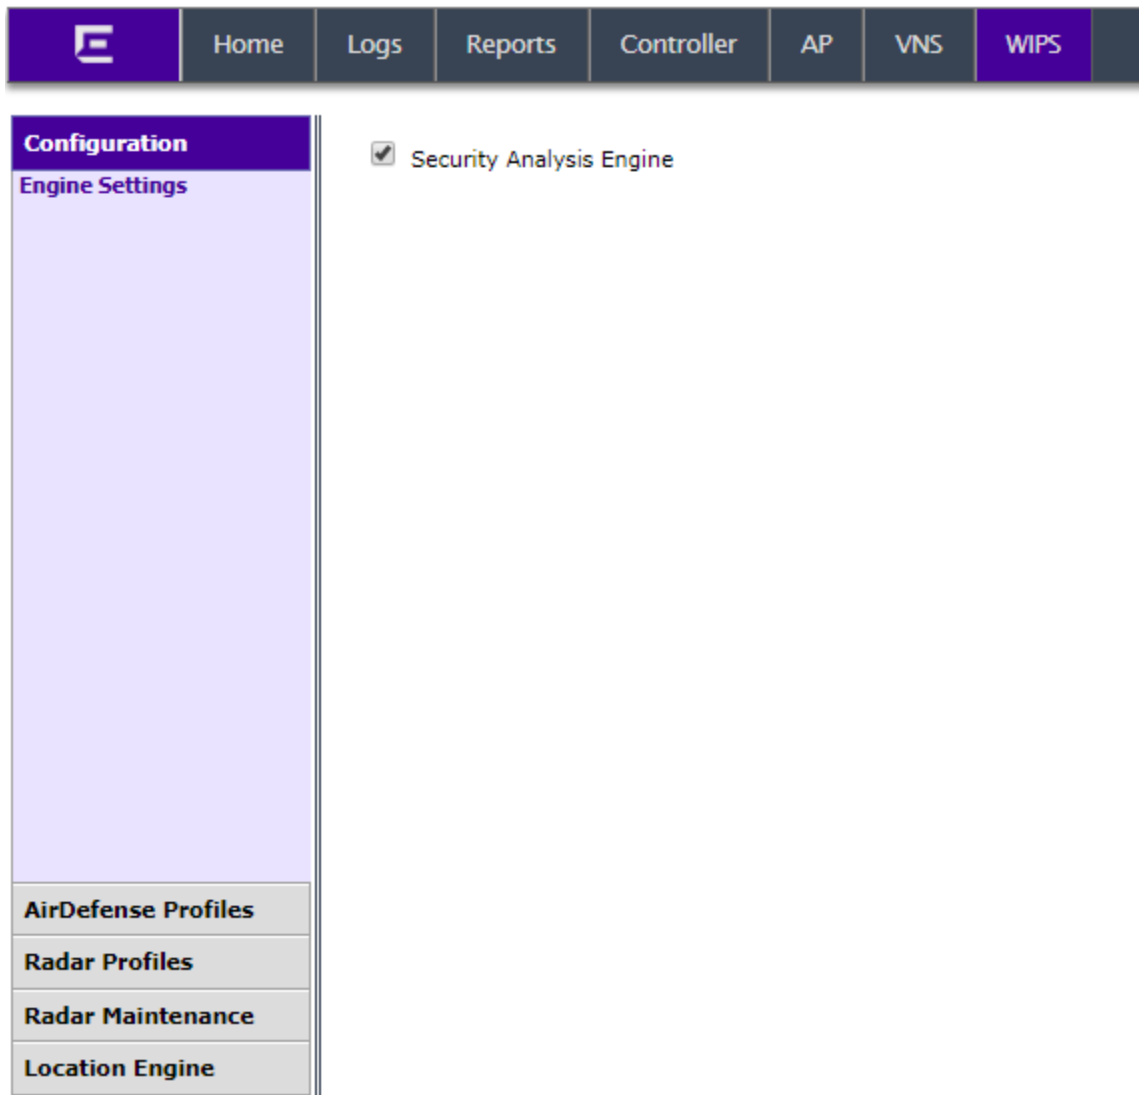 Home Logs Reports Controller AP VNS WIPS
Configuration
Engine Settings
Security Analysis Engine
AirDefense Profiles
Radar Profiles
Radar Maintenance
Location Engine